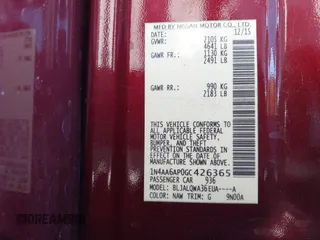 MFD BY NISSAN MOTOR CO., LTD.
DATE: 12/15
GVWR: 2105 KG
4641 LB
GAWR FR: 1130 KG
2491 LB
GAWR RR: 990 KG
2183 LB
THIS VEHICLE CONFORMS TO ALL
APPLICABLE FEDERAL MOTOR VEHICLE SAFETY,
BUMPER, AND THEFT PREVENTION
STANDARDS IN EFFECT ON THE DATE OF
MANUFACTURE SHOWN ABOVE.
1N4AA6AP0GC426365
PASSENGER CAR 936
MODEL: BLJALQWA36EUA----A
COLOR: NAW TRIM: G 9N00A
DREAMBID